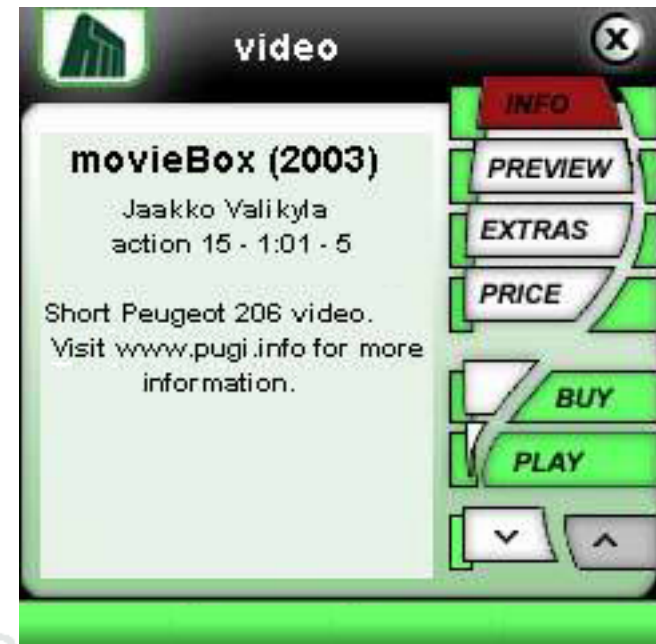 video
X
movieBox (2003)
Jaakko Valikyla
action 15 - 1:01 - 5
Short Peugeot 206 video.
Visit www.pugi.info for more
information.
INFO
PREVIEW
EXTRAS
PRICE
BUY
PLAY